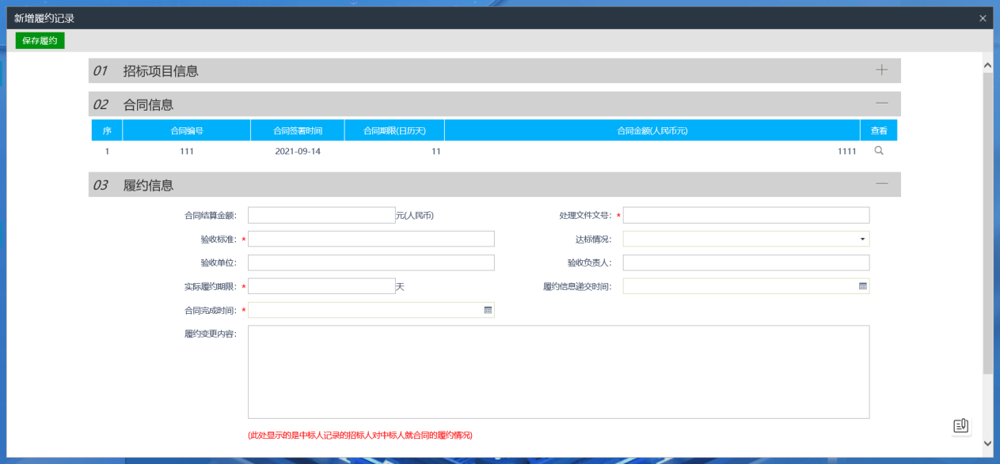 新增履约记录
保存履约
01 招标项目信息
02 合同信息
序 合同编号 合同签署时间 合同期限(日历天) 合同金额(人民币元) 查看
1 111 2021-09-14 11 1111
03 履约信息
合同结算金额: 元(人民币) 处理文件文号: *
验收标准: * 达标情况:
验收单位: 验收负责人:
实际履约期限: * 天 履约信息递交时间:
合同完成时间: *
履约变更内容:
(此处显示的是中标人记录的招标人对中标人就合同的履约情况)